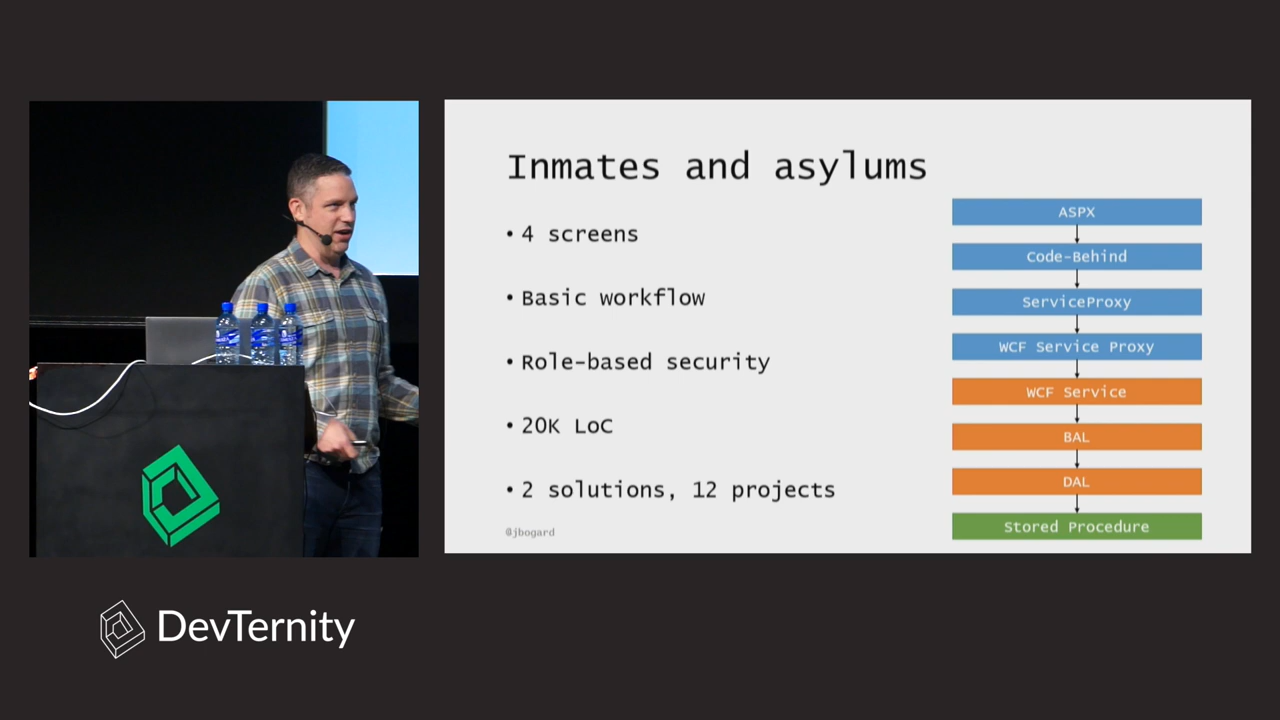 Inmates and asylums
• 4 screens
• Basic workflow
• Role-based security
• 20K LoC
• 2 solutions, 12 projects
@jbogard
ASPX
Code-Behind
ServiceProxy
WCF Service Proxy
WCF Service
BAL
DAL
Stored Procedure
DevTernity